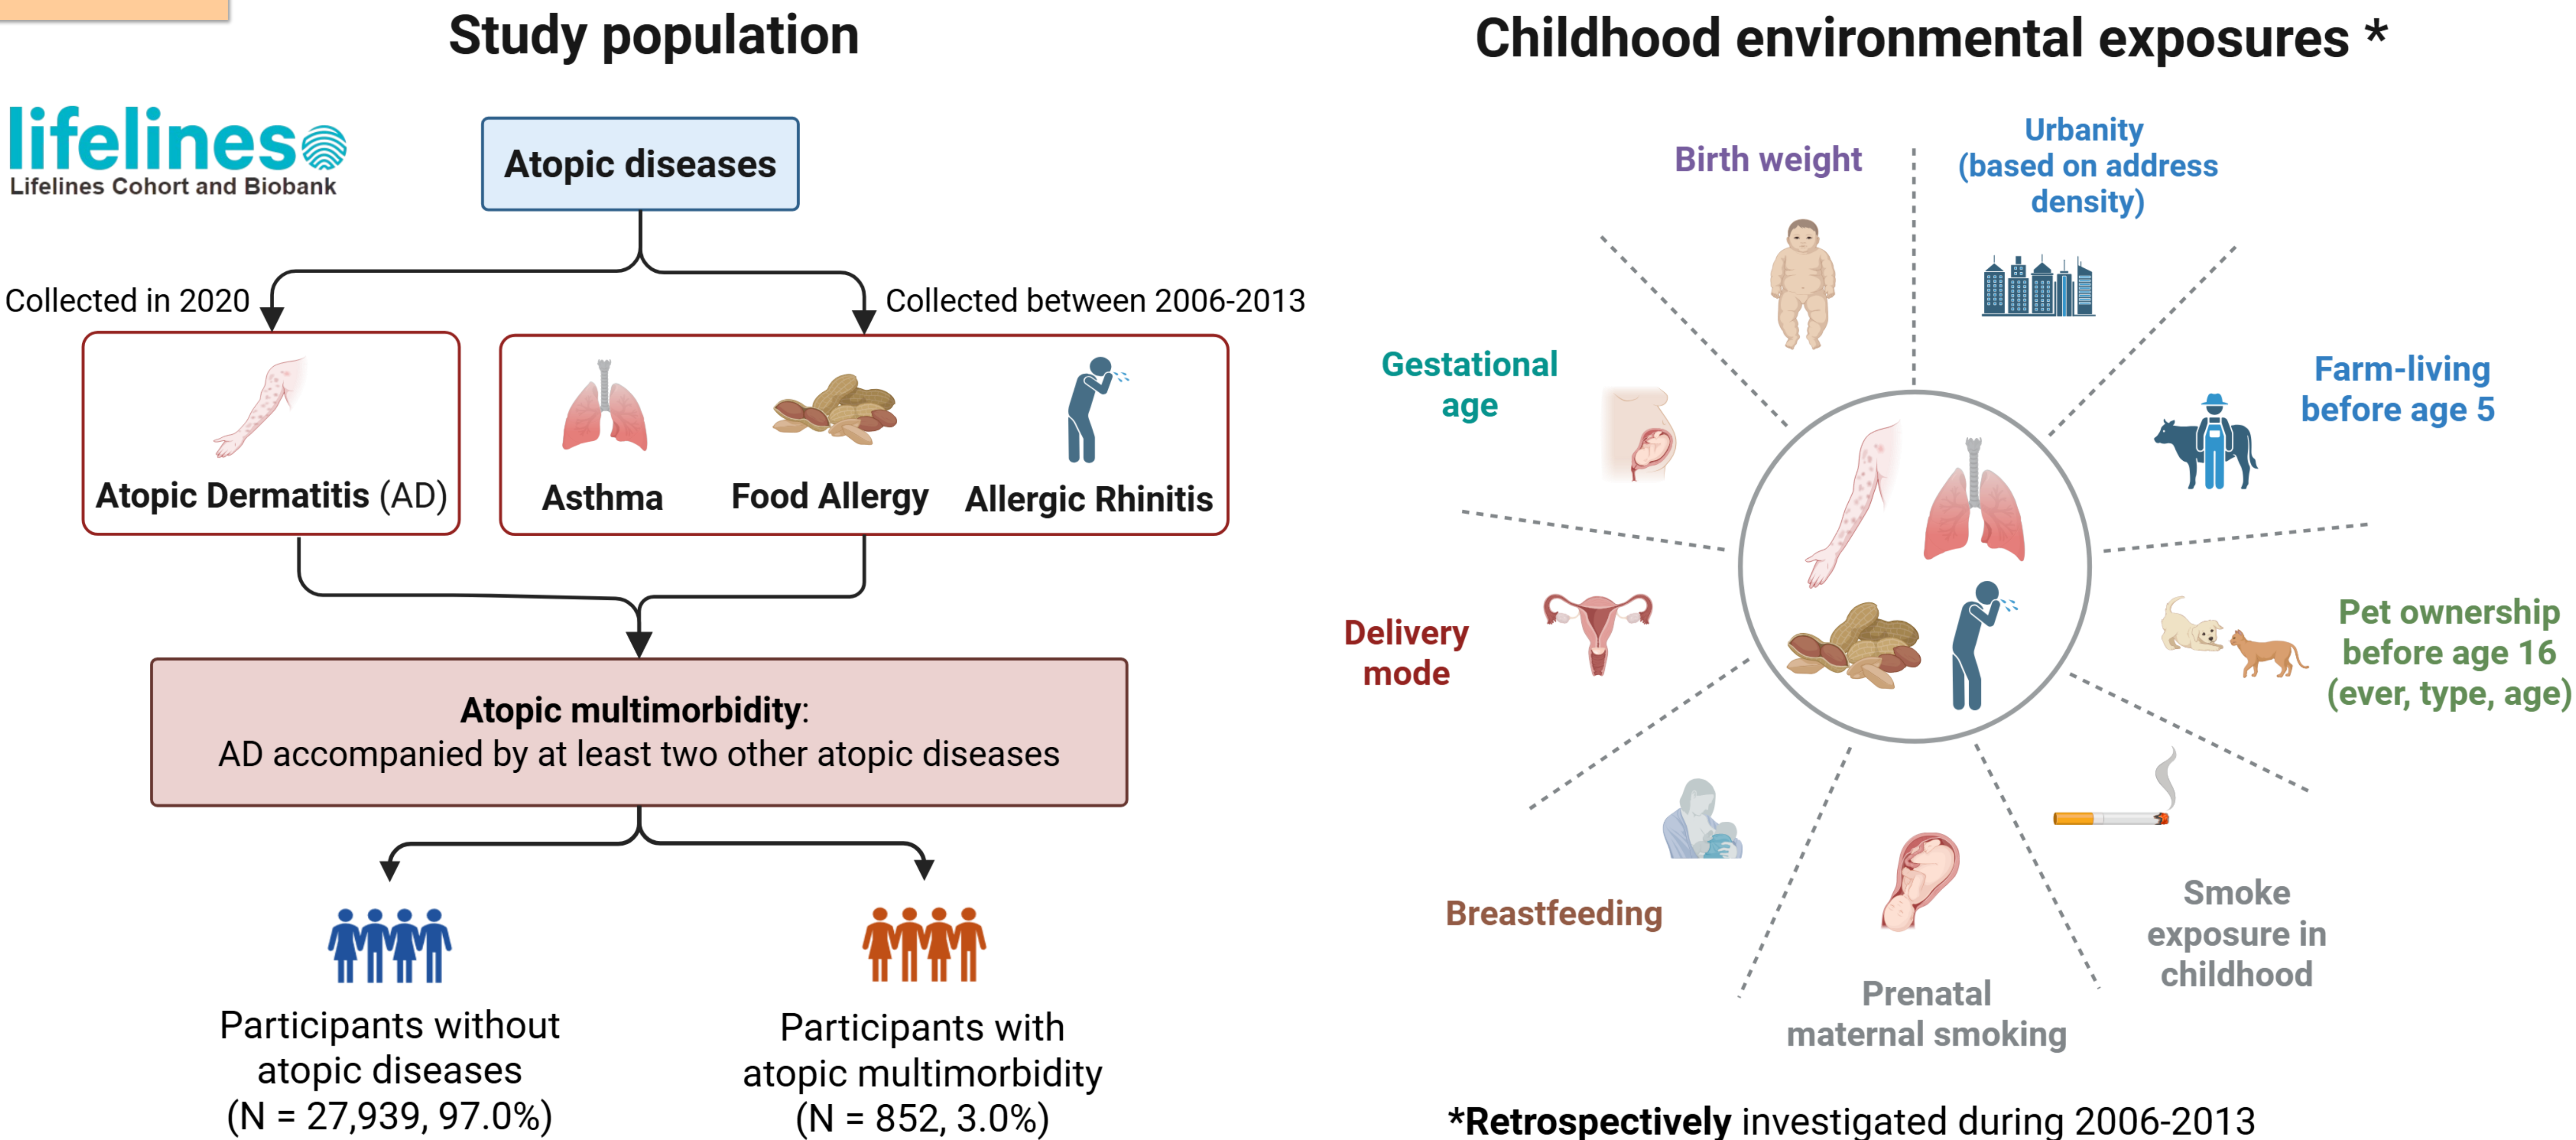 Study population
lifelines
Lifelines Cohort and Biobank
Atopic diseases
Collected in 2020
Collected between 2006-2013
Atopic Dermatitis (AD)
Asthma
Food Allergy
Allergic Rhinitis
Atopic multimorbidity:
AD accompanied by at least two other atopic diseases
Participants without
atopic diseases
(N = 27,939, 97.0%)
Participants with
atopic multimorbidity
(N = 852, 3.0%)
Childhood environmental exposures *
Birth weight
Urbanity
(based on address
density)
Gestational
age
Farm-living
before age 5
Delivery
mode
Pet ownership
before age 16
(ever, type, age)
Breastfeeding
Smoke
exposure in
childhood
Prenatal
maternal smoking
*Retrospectively investigated during 2006-2013